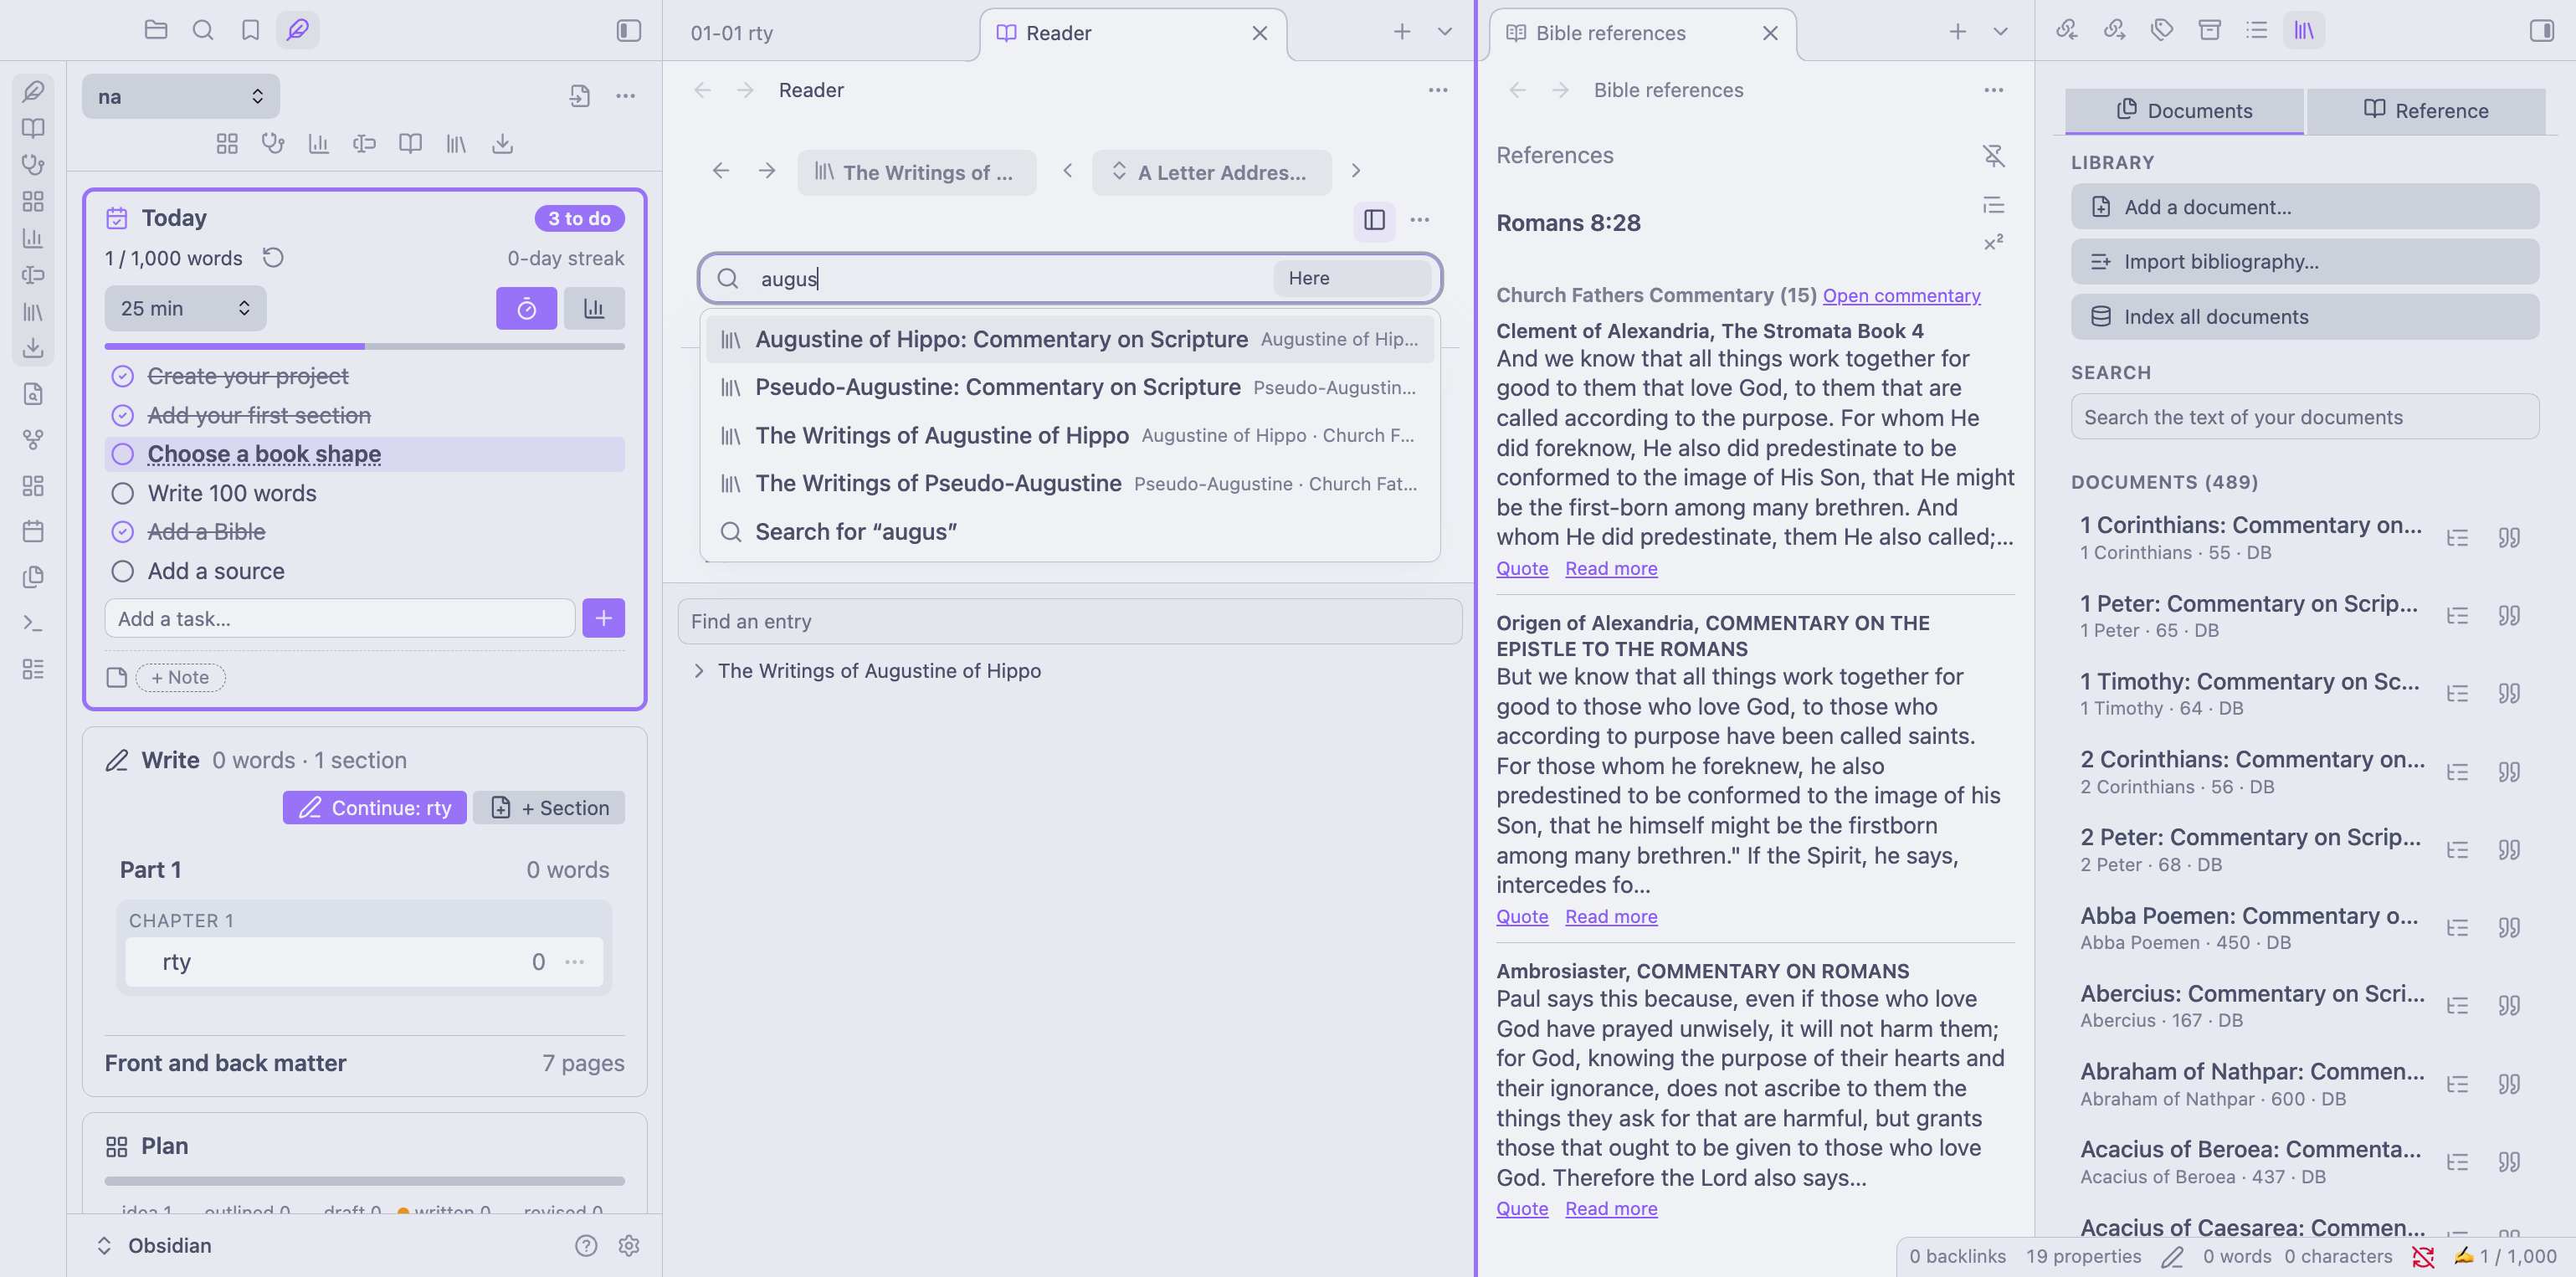 na
Today
3 to do
1 / 1,000 words
0-day streak
25 min
Create your project
Add your first section
Choose a book shape
Write 100 words
Add a Bible
Add a source
Add a task...
+ Note
Write 0 words · 1 section
Continue: rty
+ Section
Part 1
0 words
CHAPTER 1
rty
0
Front and back matter
7 pages
Plan
idea 1 outlined 0 draft 0 written 0 revised 0
Obsidian
01-01 rty
Reader
Reader
The Writings of ...
A Letter Addres...
augus
Here
Augustine of Hippo: Commentary on Scripture Augustine of Hip...
Pseudo-Augustine: Commentary on Scripture Pseudo-Augustin...
The Writings of Augustine of Hippo Augustine of Hippo · Church F...
The Writings of Pseudo-Augustine Pseudo-Augustine · Church Fat...
Search for “augus”
Find an entry
The Writings of Augustine of Hippo
Bible references
Bible references
References
Romans 8:28
x²
Church Fathers Commentary (15) Open commentary
Clement of Alexandria, The Stromata Book 4
And we know that all things work together for
good to them that love God, to them that are
called according to the purpose. For whom He
did foreknow, He also did predestinate to be
conformed to the image of His Son, that He might
be the first-born among many brethren. And
whom He did predestinate, them He also called;...
Quote Read more
Origen of Alexandria, COMMENTARY ON THE
EPISTLE TO THE ROMANS
But we know that all things work together for
good to those who love God, to those who
according to purpose have been called saints.
For those whom he foreknew, he also
predestined to be conformed to the image of his
Son, that he himself might be the firstborn
among many brethren." If the Spirit, he says,
intercedes fo...
Quote Read more
Ambrosiaster, COMMENTARY ON ROMANS
Paul says this because, even if those who love
God have prayed unwisely, it will not harm them;
for God, knowing the purpose of their hearts and
their ignorance, does not ascribe to them the
things they ask for that are harmful, but grants
those that ought to be given to those who love
God. Therefore the Lord also says...
Quote Read more
Documents
Reference
LIBRARY
Add a document...
Import bibliography...
Index all documents
SEARCH
Search the text of your documents
DOCUMENTS (489)
1 Corinthians: Commentary on...
1 Corinthians · 55 · DB
1 Peter: Commentary on Scrip...
1 Peter · 65 · DB
1 Timothy: Commentary on Sc...
1 Timothy · 64 · DB
2 Corinthians: Commentary on...
2 Corinthians · 56 · DB
2 Peter: Commentary on Scrip...
2 Peter · 68 · DB
Abba Poemen: Commentary o...
Abba Poemen · 450 · DB
Abercius: Commentary on Scri...
Abercius · 167 · DB
Abraham of Nathpar: Commen...
Abraham of Nathpar · 600 · DB
Acacius of Beroea: Commenta...
Acacius of Beroea · 437 · DB
Acacius of Caesarea: Commen...
0 backlinks 19 properties 0 words 0 characters 1 / 1,000